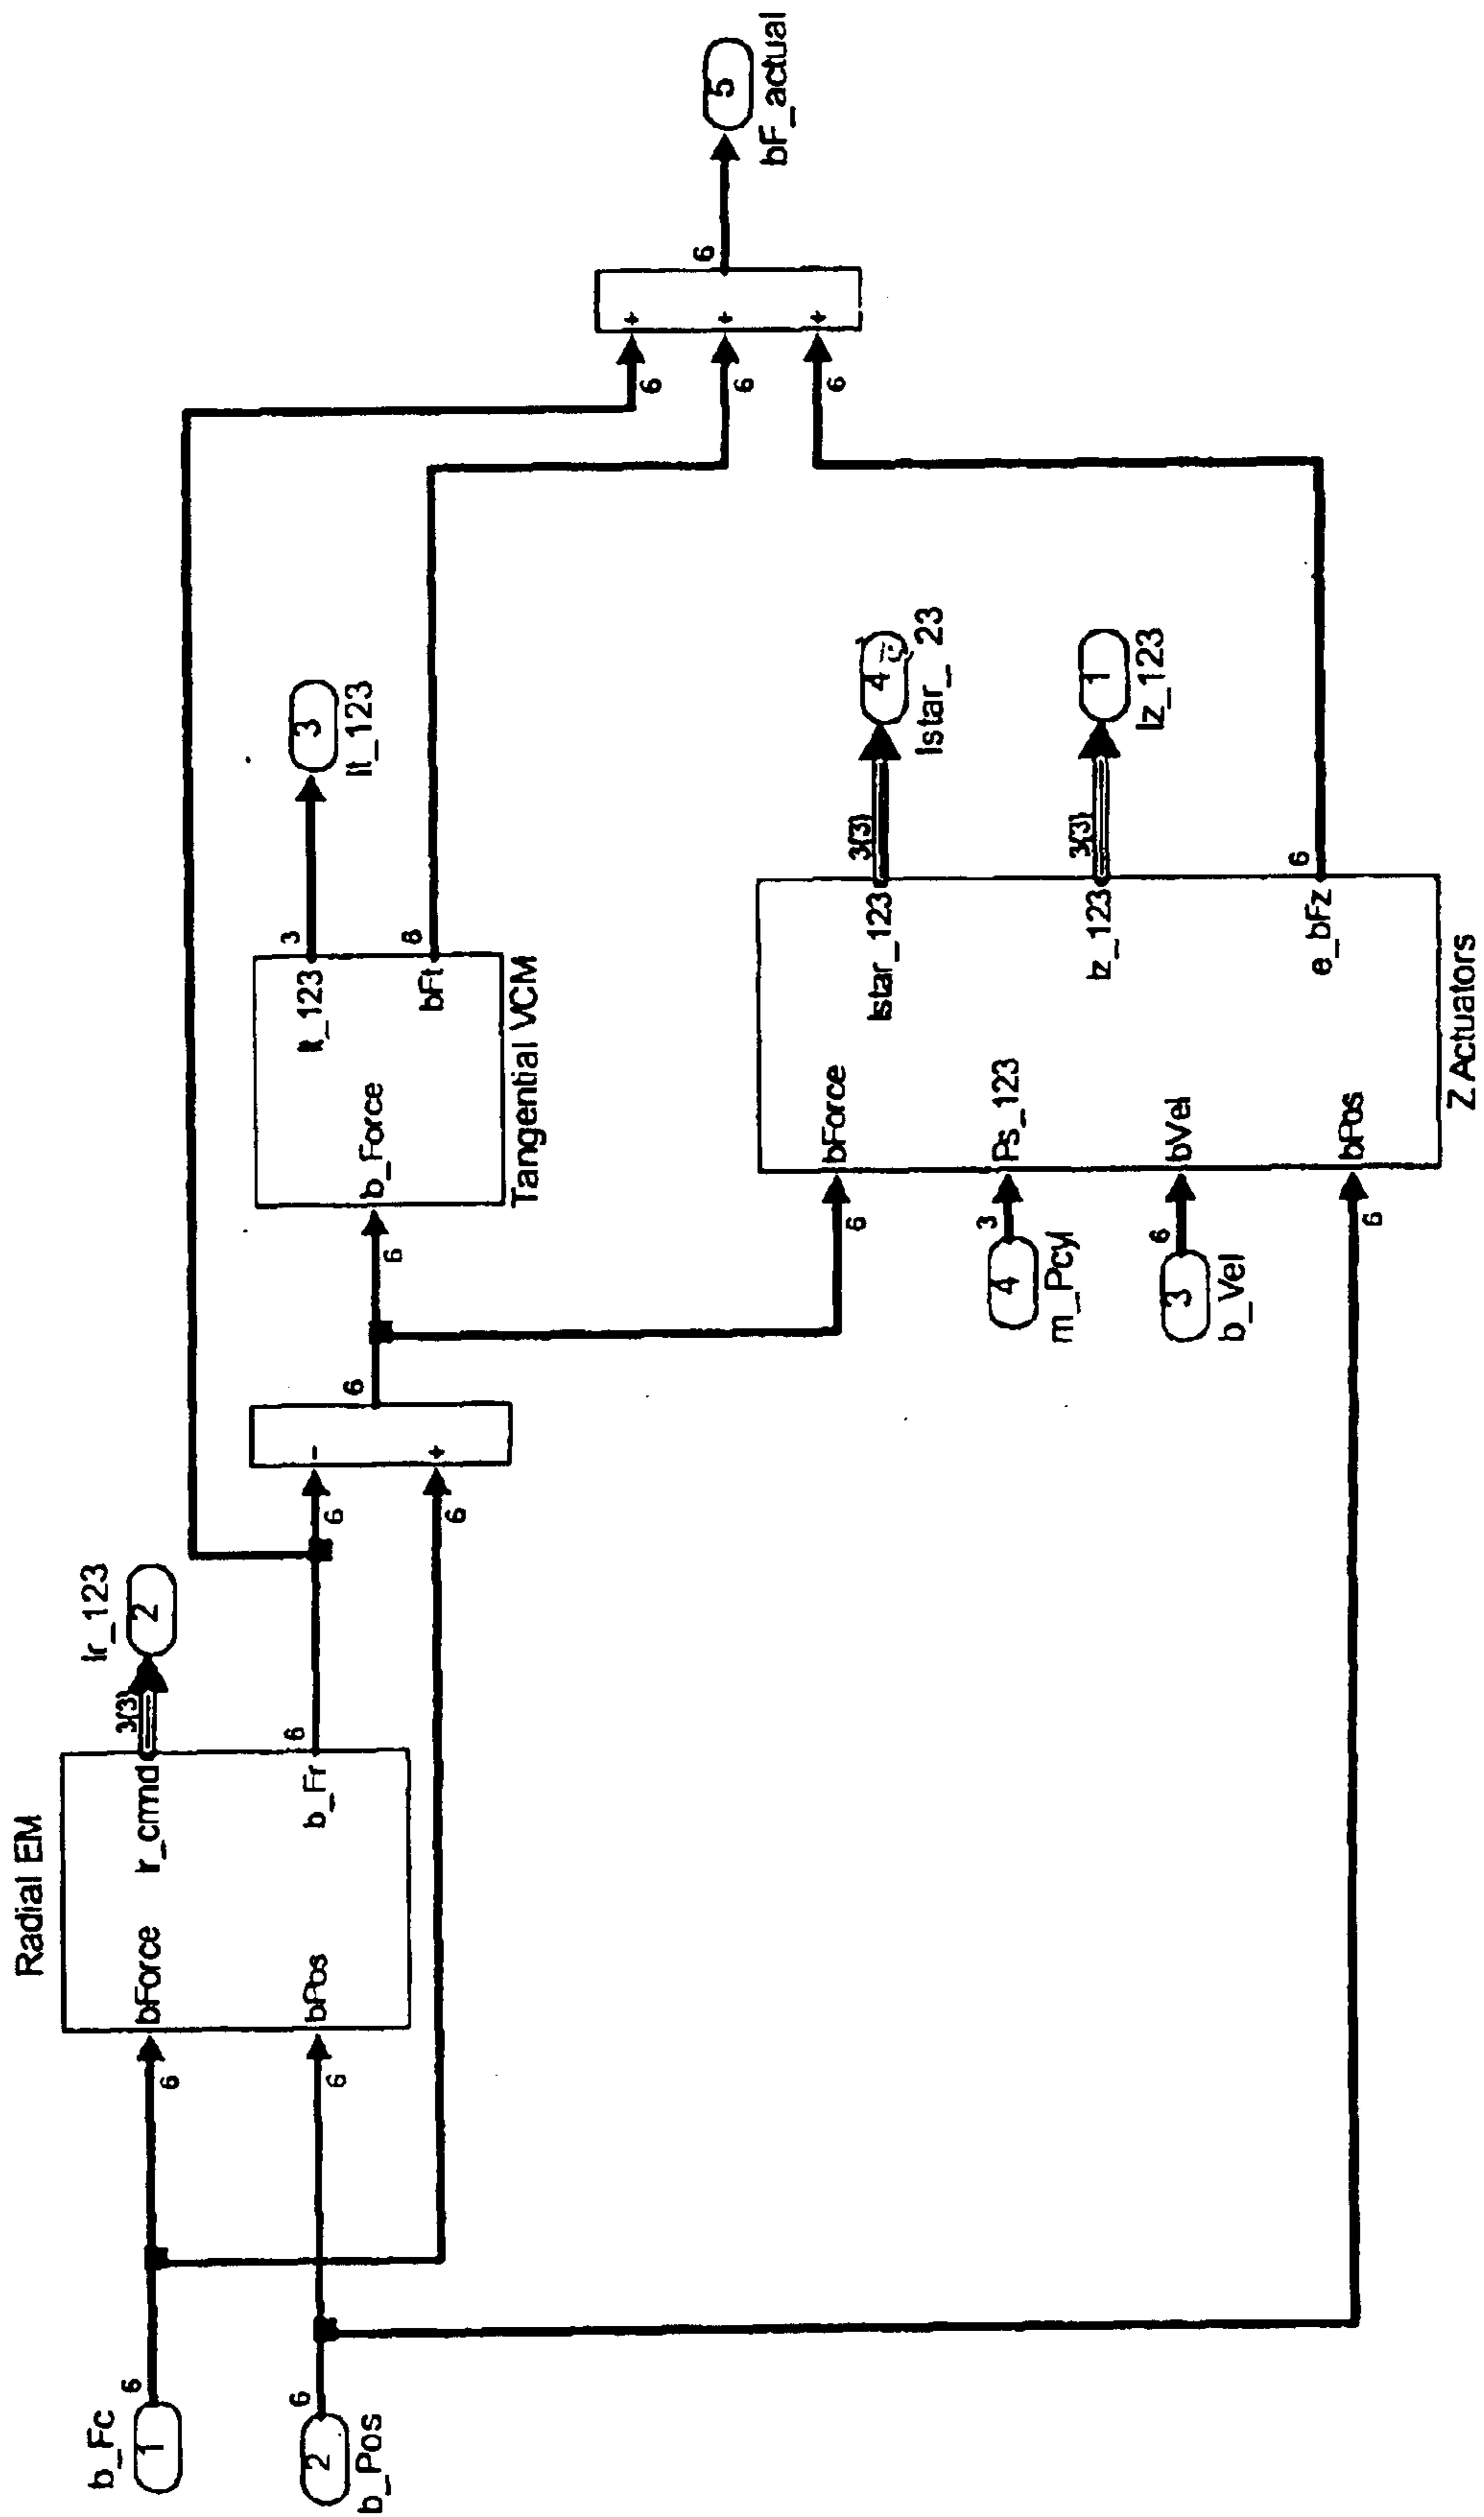 b_Fc
1
6
b_Pos
2
6
6
6
Radial EM
bForce
r_cmd
bPos
b_Fr
3{3}
6
Ir_123
2
6
6
-
+
6
6
b_Force
It_123
bFt
Tangential VCM
3
6
It_123
3
6
m_Pcyl
4
3
b_Vel
3
6
6
bForce
Ps_123
bVel
bPos
Istar_123
Iz_123
e_bFz
Z Actuators
3{3}
4
3{3}
1
Iz_123
6
6
6
6
+
+
+
6
5
bF_actual